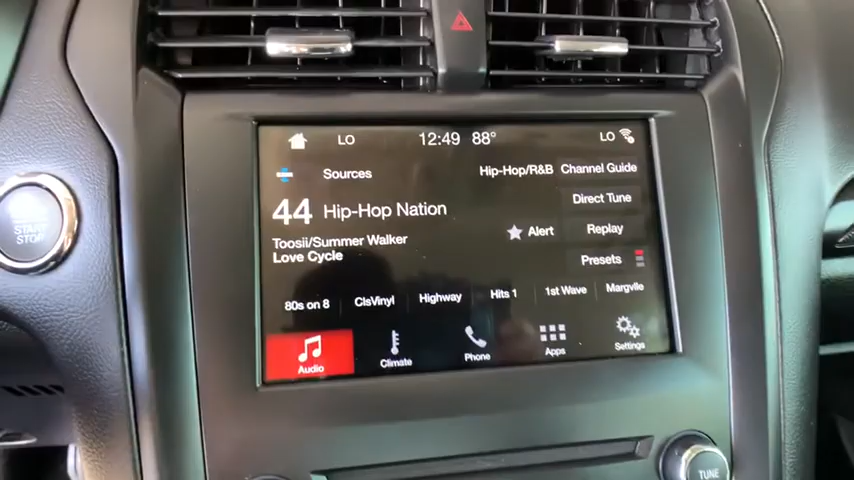 LO 12:49 88° LO
Sources Hip-Hop/R&B Channel Guide
44 Hip-Hop Nation Direct Tune
Toosii/Summer Walker Alert Replay
Love Cycle Presets
80s on 8 ClsVinyl Highway Hits 1 1st Wave Margvlle
Audio Climate Phone Apps Settings
ENGINE
START
STOP
TUNE